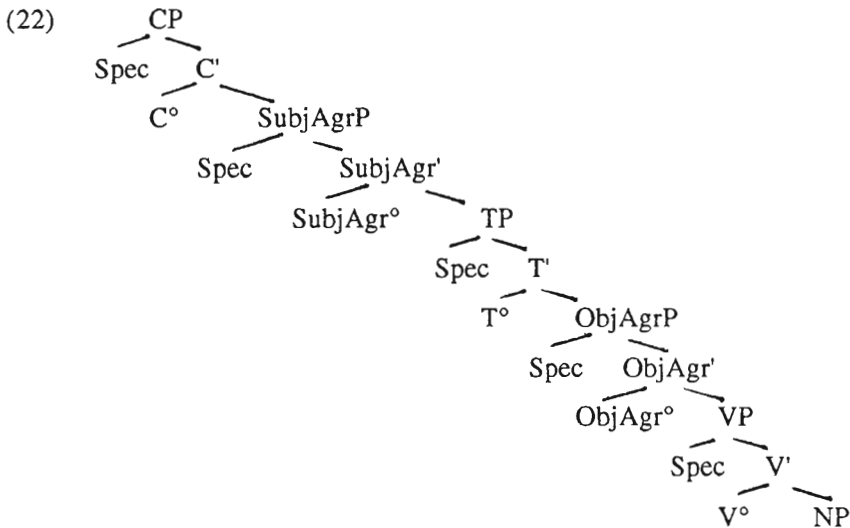 (22) CP
Spec C'
C° SubjAgrP
Spec SubjAgr'
SubjAgr° TP
Spec T'
T° ObjAgrP
Spec ObjAgr'
ObjAgr° VP
Spec V'
V° NP